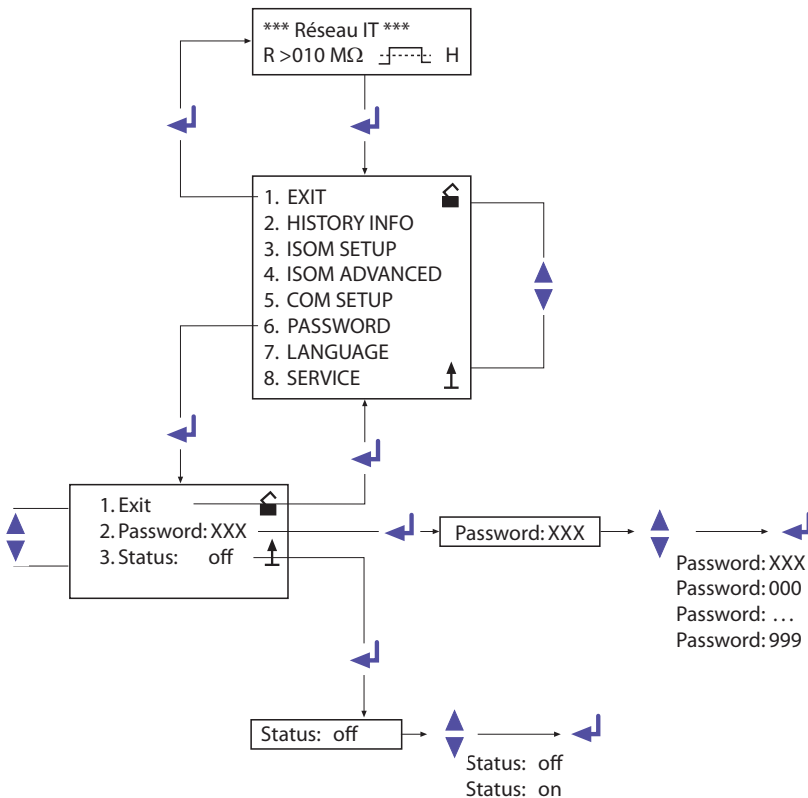 *** Réseau IT ***
R >010 MΩ H
1. EXIT
2. HISTORY INFO
3. ISOM SETUP
4. ISOM ADVANCED
5. COM SETUP
6. PASSWORD
7. LANGUAGE
8. SERVICE
1. Exit
2. Password: XXX
3. Status: off
Password: XXX
Password: XXX
Password: 000
Password: ...
Password: 999
Status: off
Status: off
Status: on